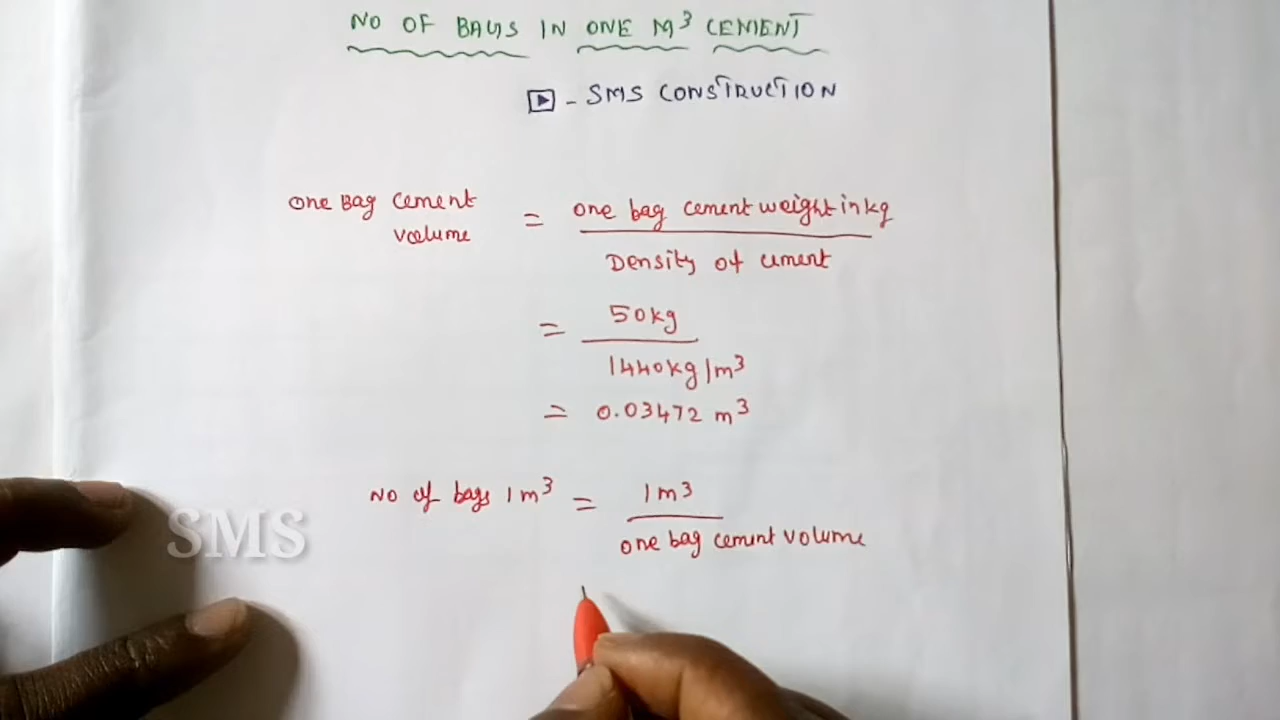 NO OF BAGS IN ONE M³ CEMENT
- SMS CONSTRUCTION
one Bag cement volume = one bag cement weight in kg
Density of cement
= 50kg
1440kg/m³
= 0.03472 m³
No of bags 1m³ = 1m³
one bag cement volume
SMS